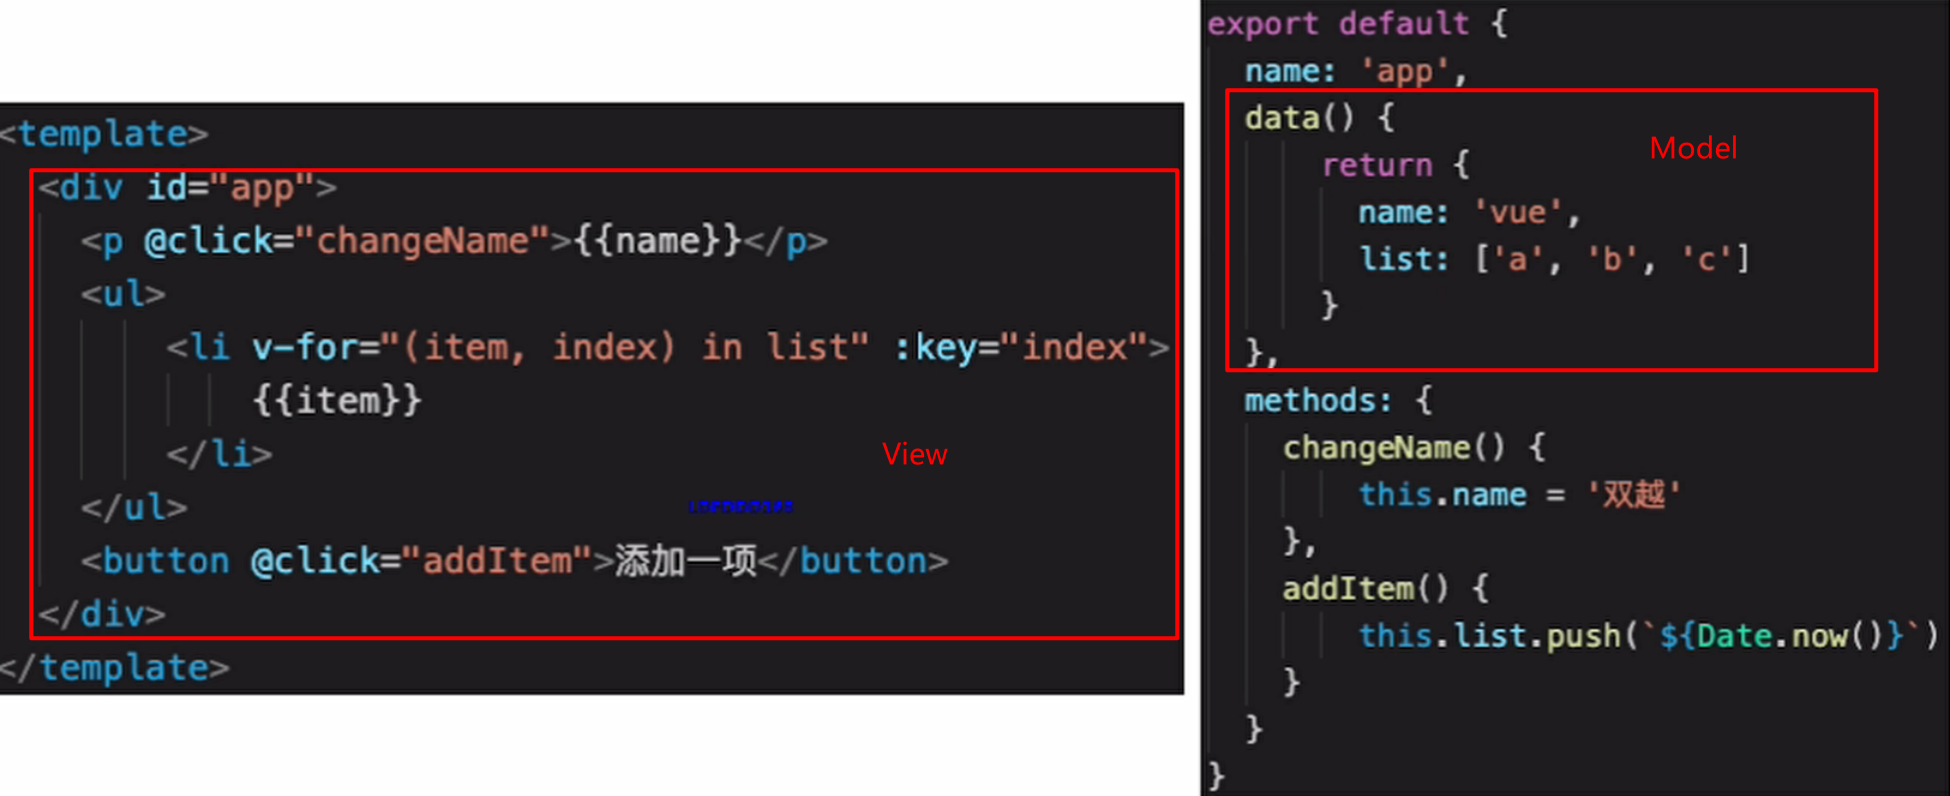 <template>
<div id="app">
<p @click="changeName">{{name}}</p>
<ul>
<li v-for="(item, index) in list" :key="index">
{{item}}
</li>
View
</ul>
<button @click="addItem">添加一项</button>
</div>
</template>
export default {
name: 'app',
data() {
Model
return {
name: 'vue',
list: ['a', 'b', 'c']
}
},
methods: {
changeName() {
this.name = '双越'
},
addItem() {
this.list.push(`${Date.now()}`)
}
}
}